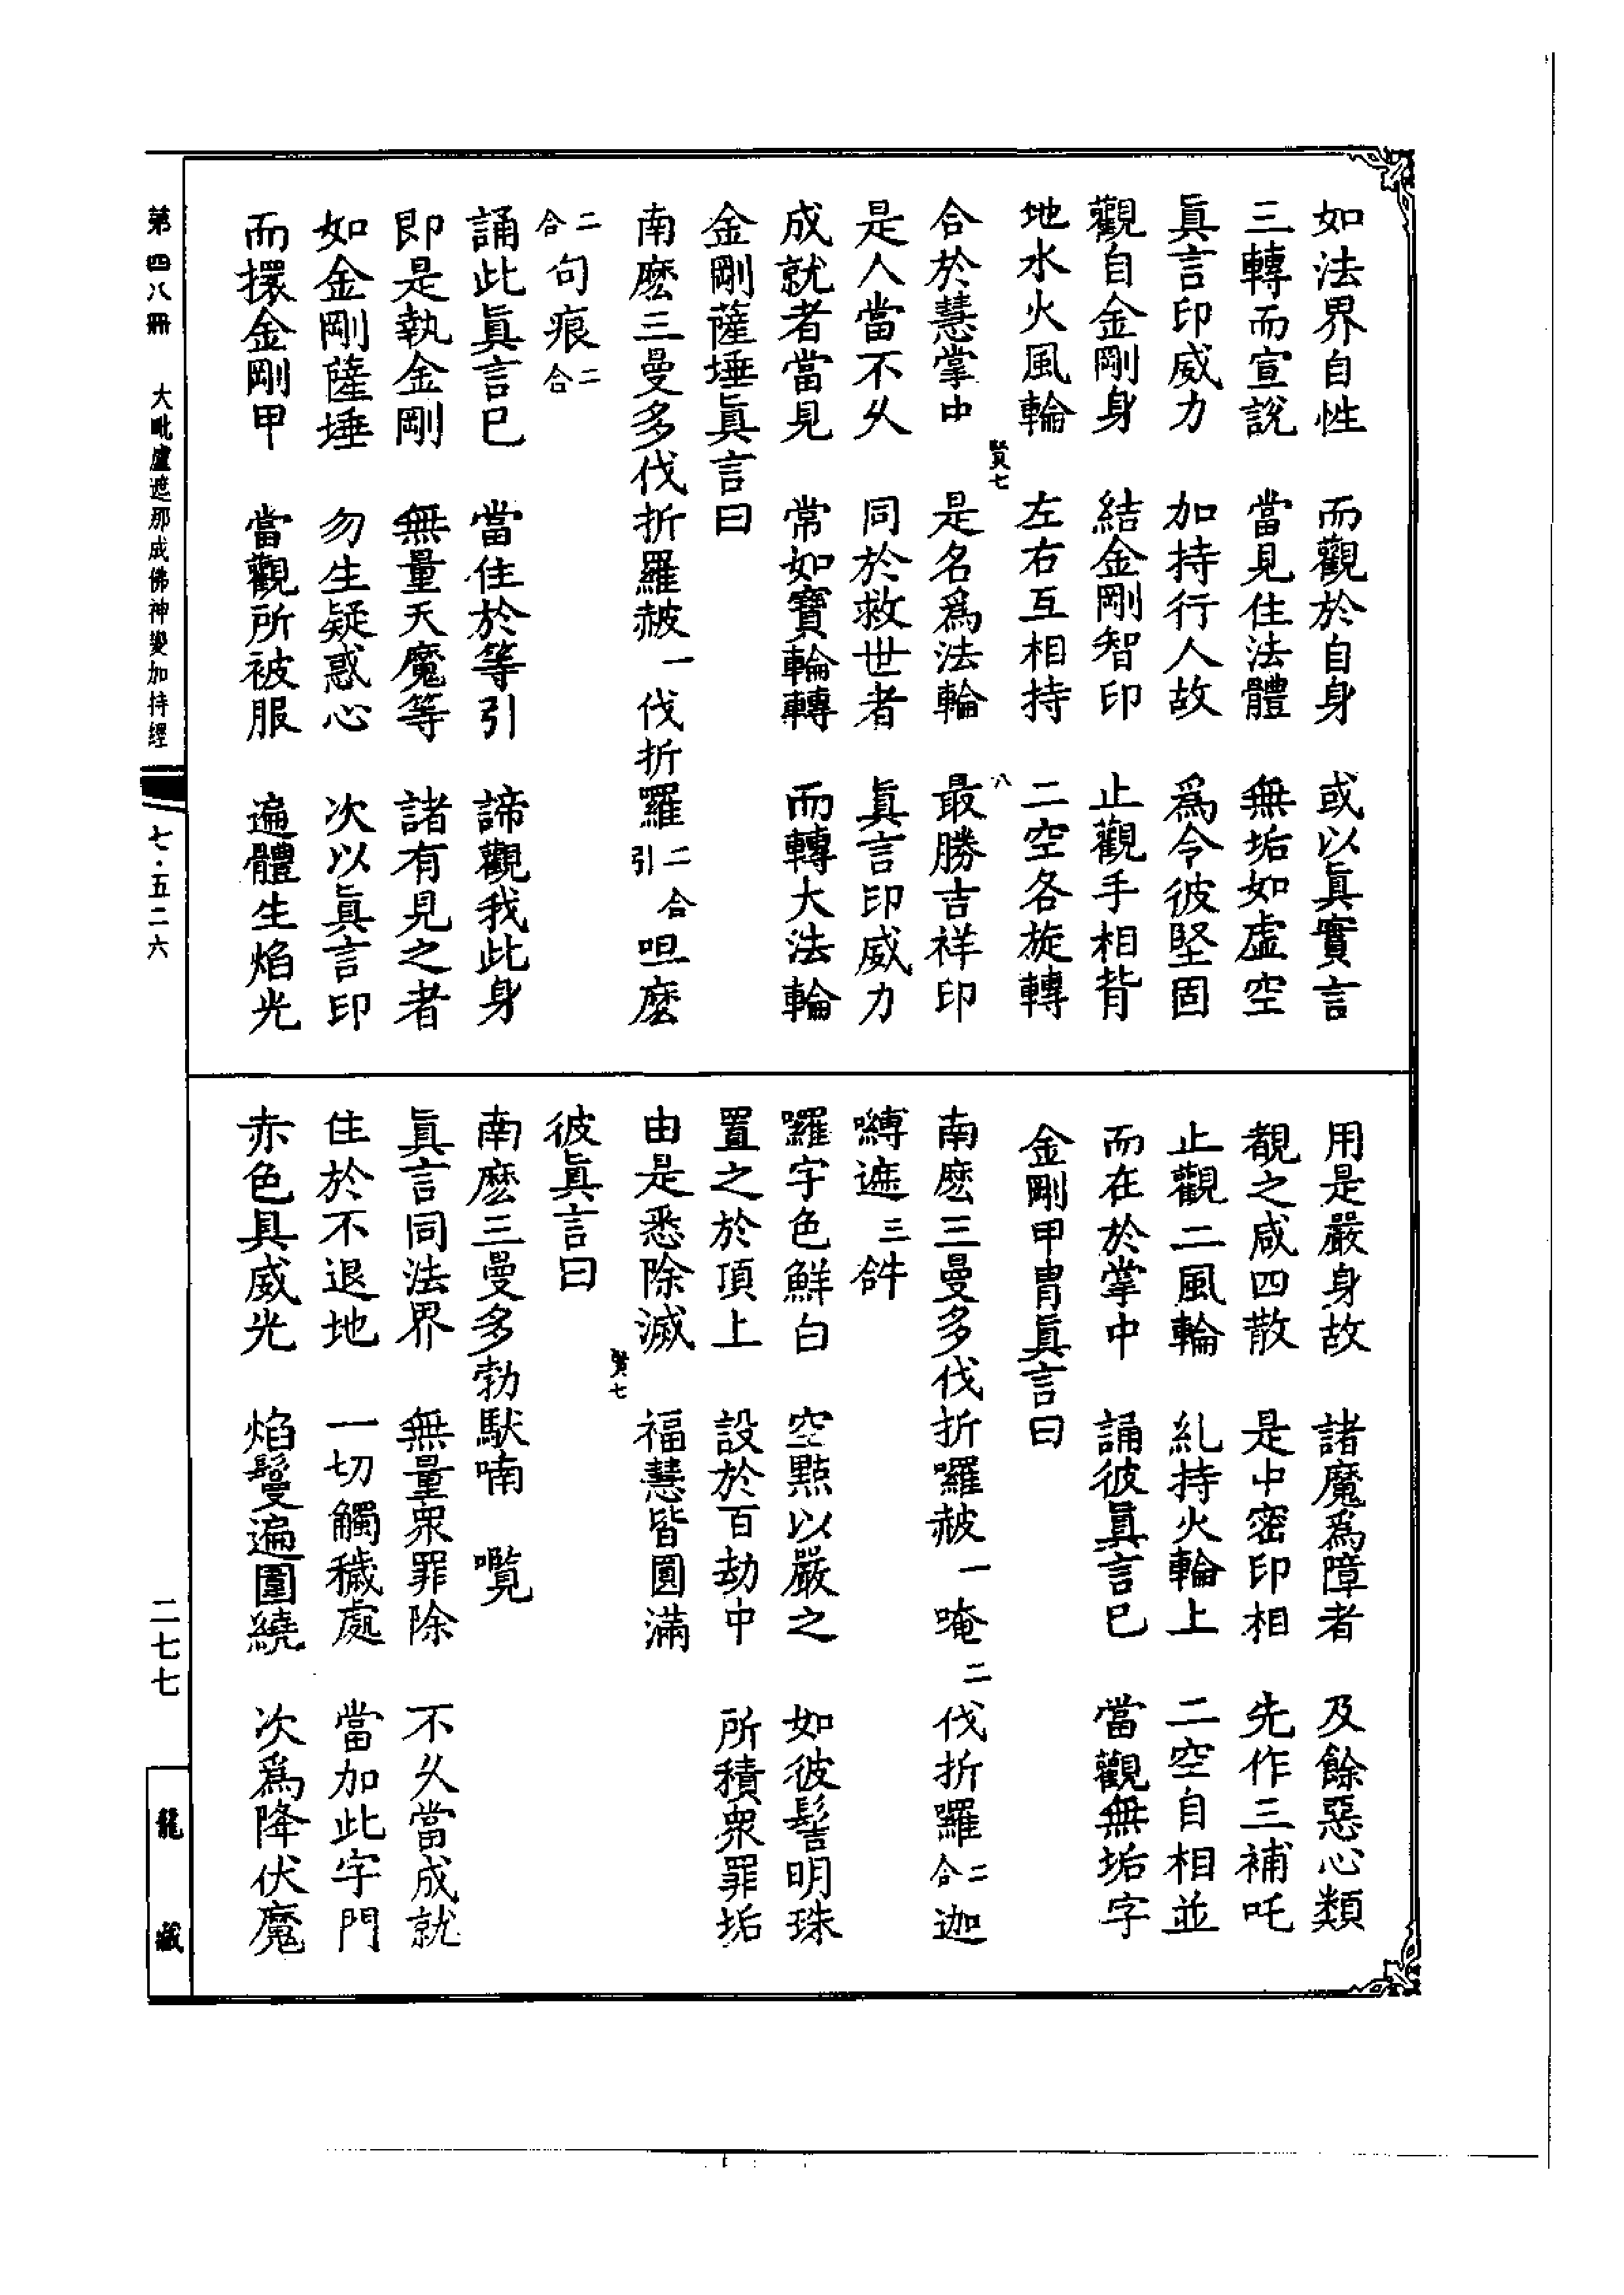 如法界自性　而觀於自身　或以眞實言
三轉而宣說　當見住法體　無垢如虛空
眞言印威力　加持行人故　爲令彼堅固
觀自金剛身　結金剛智印　止觀手相背
地水火風輪　左右互相持　二空各旋轉
賢七　八
合於慧掌中　是名爲法輪　最勝吉祥印
是人當不久　同於救世者　眞言印威力
成就者當見　常如寶輪轉　而轉大法輪
金剛薩埵眞言曰
南麽三曼多伐折羅赧一伐折囉二合引呾麽
二合句痕二合
誦此眞言已　當住於等引　諦觀我此身
即是執金剛　無量天魔等　諸有見之者
如金剛薩埵　勿生疑惑心　次以眞言印
而擐金剛甲　當觀所被服　遍體生焰光
用是嚴身故　諸魔爲障者　及餘惡心類
覩之咸四散　是中密印相　先作三補吒
止觀二風輪　糺持火輪上　二空自相並
而在於掌中　誦彼眞言已　當觀無垢字
金剛甲冑眞言曰
南麽三曼多伐折囉赧一唵二伐折囉二合迦
嚩遮三𤙖
囉字色鮮白　空點以嚴之　如彼髻明珠
置之於頂上　設於百劫中　所積衆罪垢
由是悉除滅　福慧皆圓滿
賢七
彼眞言曰
南麽三曼多勃馱喃　囕
眞言同法界　無量衆罪除　不久當成就
住於不退地　一切觸穢處　當加此字門
赤色具威光　焰鬘遍圍繞　次爲降伏魔
第四八冊　大毗盧遮那成佛神變加持經　七·五二六　二七七　龍藏